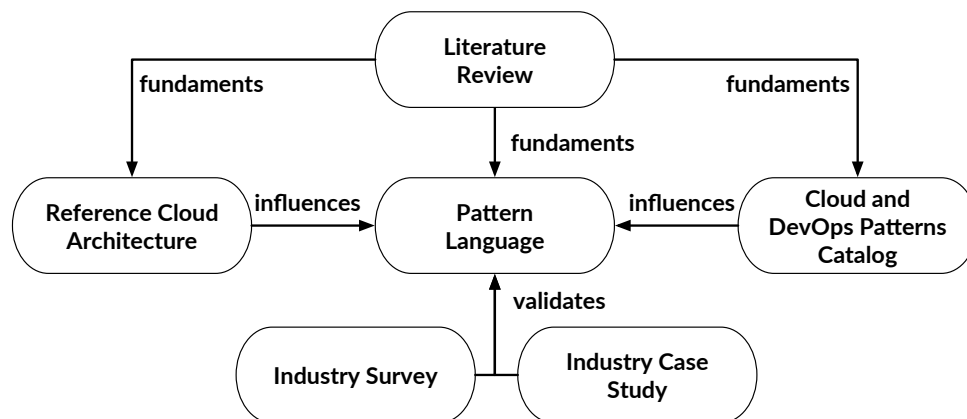 Literature
Review
fundaments
fundaments
fundaments
Reference Cloud
Architecture
influences
Pattern
Language
influences
Cloud and
DevOps Patterns
Catalog
validates
Industry Survey
Industry Case
Study